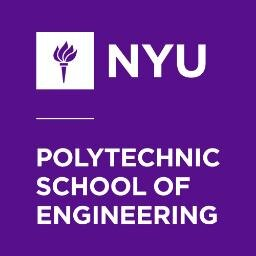 NYU
POLYTECHNIC
SCHOOL OF
ENGINEERING